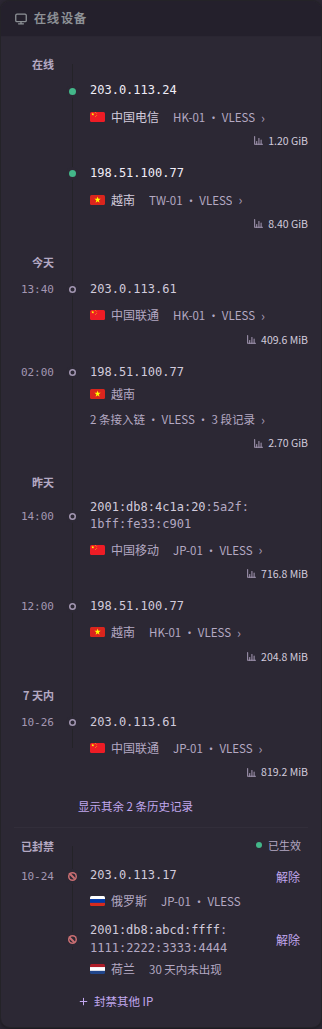 在线设备
在线
203.0.113.24
中国电信 HK-01 · VLESS ›
1.20 GiB
198.51.100.77
越南 TW-01 · VLESS ›
8.40 GiB
今天
13:40 203.0.113.61
中国联通 HK-01 · VLESS ›
409.6 MiB
02:00 198.51.100.77
越南
2 条接入链 · VLESS · 3 段记录 ›
2.70 GiB
昨天
14:00 2001:db8:4c1a:20:5a2f:
1bff:fe33:c901
中国移动 JP-01 · VLESS ›
716.8 MiB
12:00 198.51.100.77
越南 HK-01 · VLESS ›
204.8 MiB
7 天内
10-26 203.0.113.61
中国联通 JP-01 · VLESS ›
819.2 MiB
显示其余 2 条历史记录
已封禁 已生效
10-24 203.0.113.17 解除
俄罗斯 JP-01 · VLESS
2001:db8:abcd:ffff:
1111:2222:3333:4444 解除
荷兰 30 天内未出现
+ 封禁其他 IP